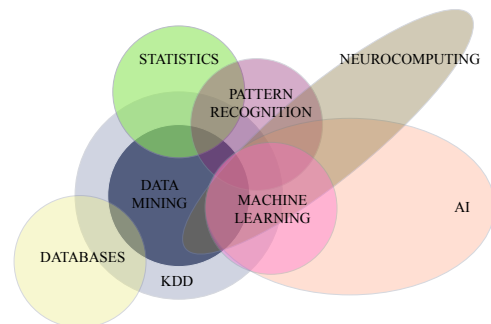 STATISTICS
NEUROCOMPUTING
PATTERN
RECOGNITION
DATA
MINING
MACHINE
LEARNING
AI
DATABASES
KDD